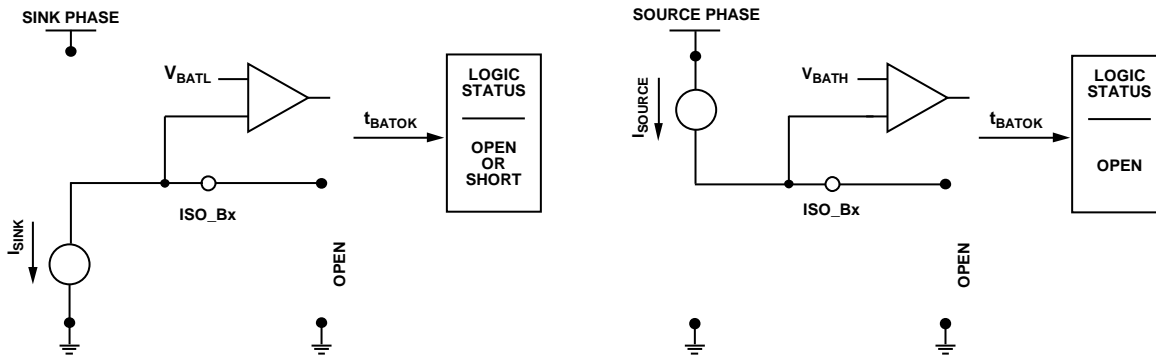 SINK PHASE
VBATL
tBATOK
LOGIC
STATUS
OPEN
OR
SHORT
ISO_Bx
ISINK
OPEN
SOURCE PHASE
ISOURCE
VBATH
tBATOK
LOGIC
STATUS
OPEN
ISO_Bx
OPEN